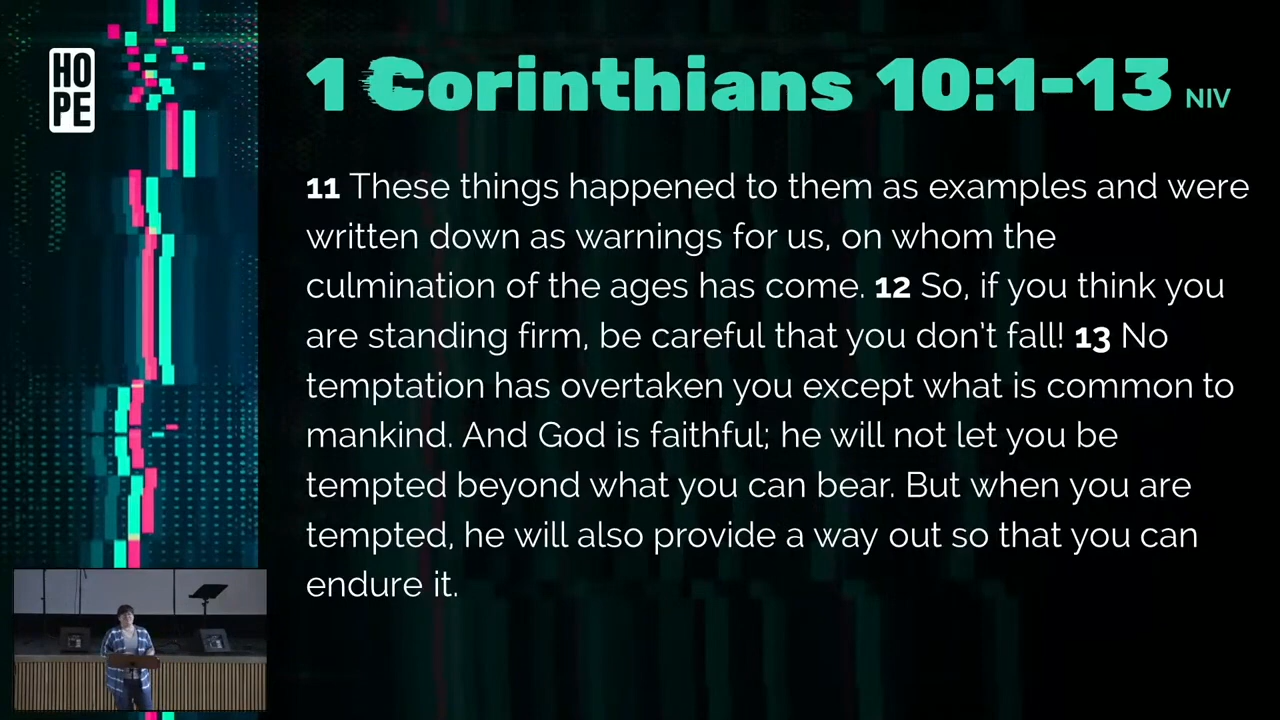 HO
PE
1 Corinthians 10:1-13 NIV
11 These things happened to them as examples and were
written down as warnings for us, on whom the
culmination of the ages has come. 12 So, if you think you
are standing firm, be careful that you don't fall! 13 No
temptation has overtaken you except what is common to
mankind. And God is faithful; he will not let you be
tempted beyond what you can bear. But when you are
tempted, he will also provide a way out so that you can
endure it.